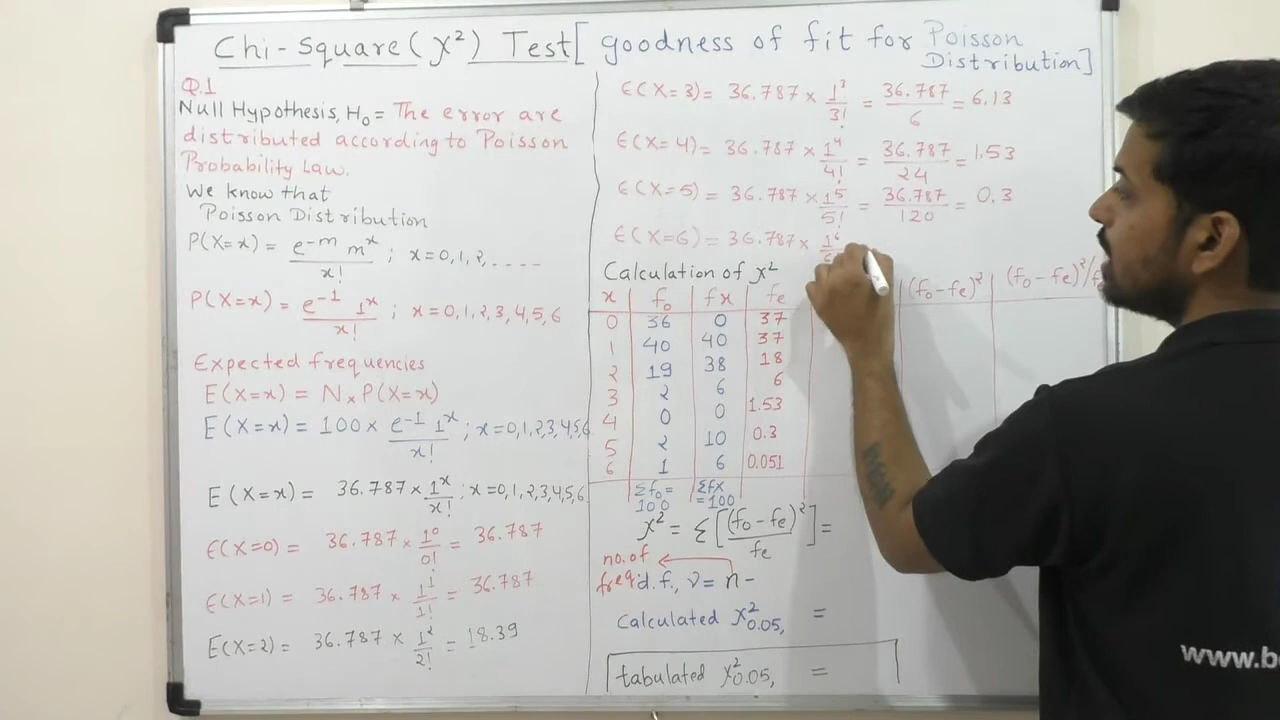 Chi-Square (χ²) Test [ goodness of fit for Poisson
Distribution]
Q.1
Null Hypothesis, H₀ = The error are
distributed according to Poisson
Probability Law.
We know that
Poisson Distribution
P(X=x) = e⁻ᵐ mˣ / x! ; x=0,1,2,----
P(X=x) = e⁻¹ 1ˣ / x! ; x=0,1,2,3,4,5,6
Expected frequencies
E(X=x) = N × P(X=x)
E(X=x) = 100 × e⁻¹ 1ˣ / x! ; x=0,1,2,3,4,5,6
E(X=x) = 36.787 × 1ˣ / x! ; x=0,1,2,3,4,5,6
E(X=0) = 36.787 × 1⁰ / 0! = 36.787
E(X=1) = 36.787 × 1¹ / 1! = 36.787
E(X=2) = 36.787 × 1² / 2! = 18.39
E(X=3) = 36.787 × 1³ / 3! = 36.787 / 6 = 6.13
E(X=4) = 36.787 × 1⁴ / 4! = 36.787 / 24 = 1.53
E(X=5) = 36.787 × 1⁵ / 5! = 36.787 / 120 = 0.3
E(X=6) = 36.787 × 1⁶ / 6
Calculation of χ²
x f₀ fx fe (f₀-fe)² (f₀-fe)²/fe
0 36 0 37
1 40 40 37
2 19 38 18
3 2 6 6
4 0 0 1.53
5 2 10 0.3
6 1 6 0.051
Σf₀ = 100 Σfx = 100
χ² = Σ [ (f₀-fe)² / fe ] =
no. of
freq d.f., ν = n -
Calculated χ²0.05, =
tabulated χ²0.05, =
www.b